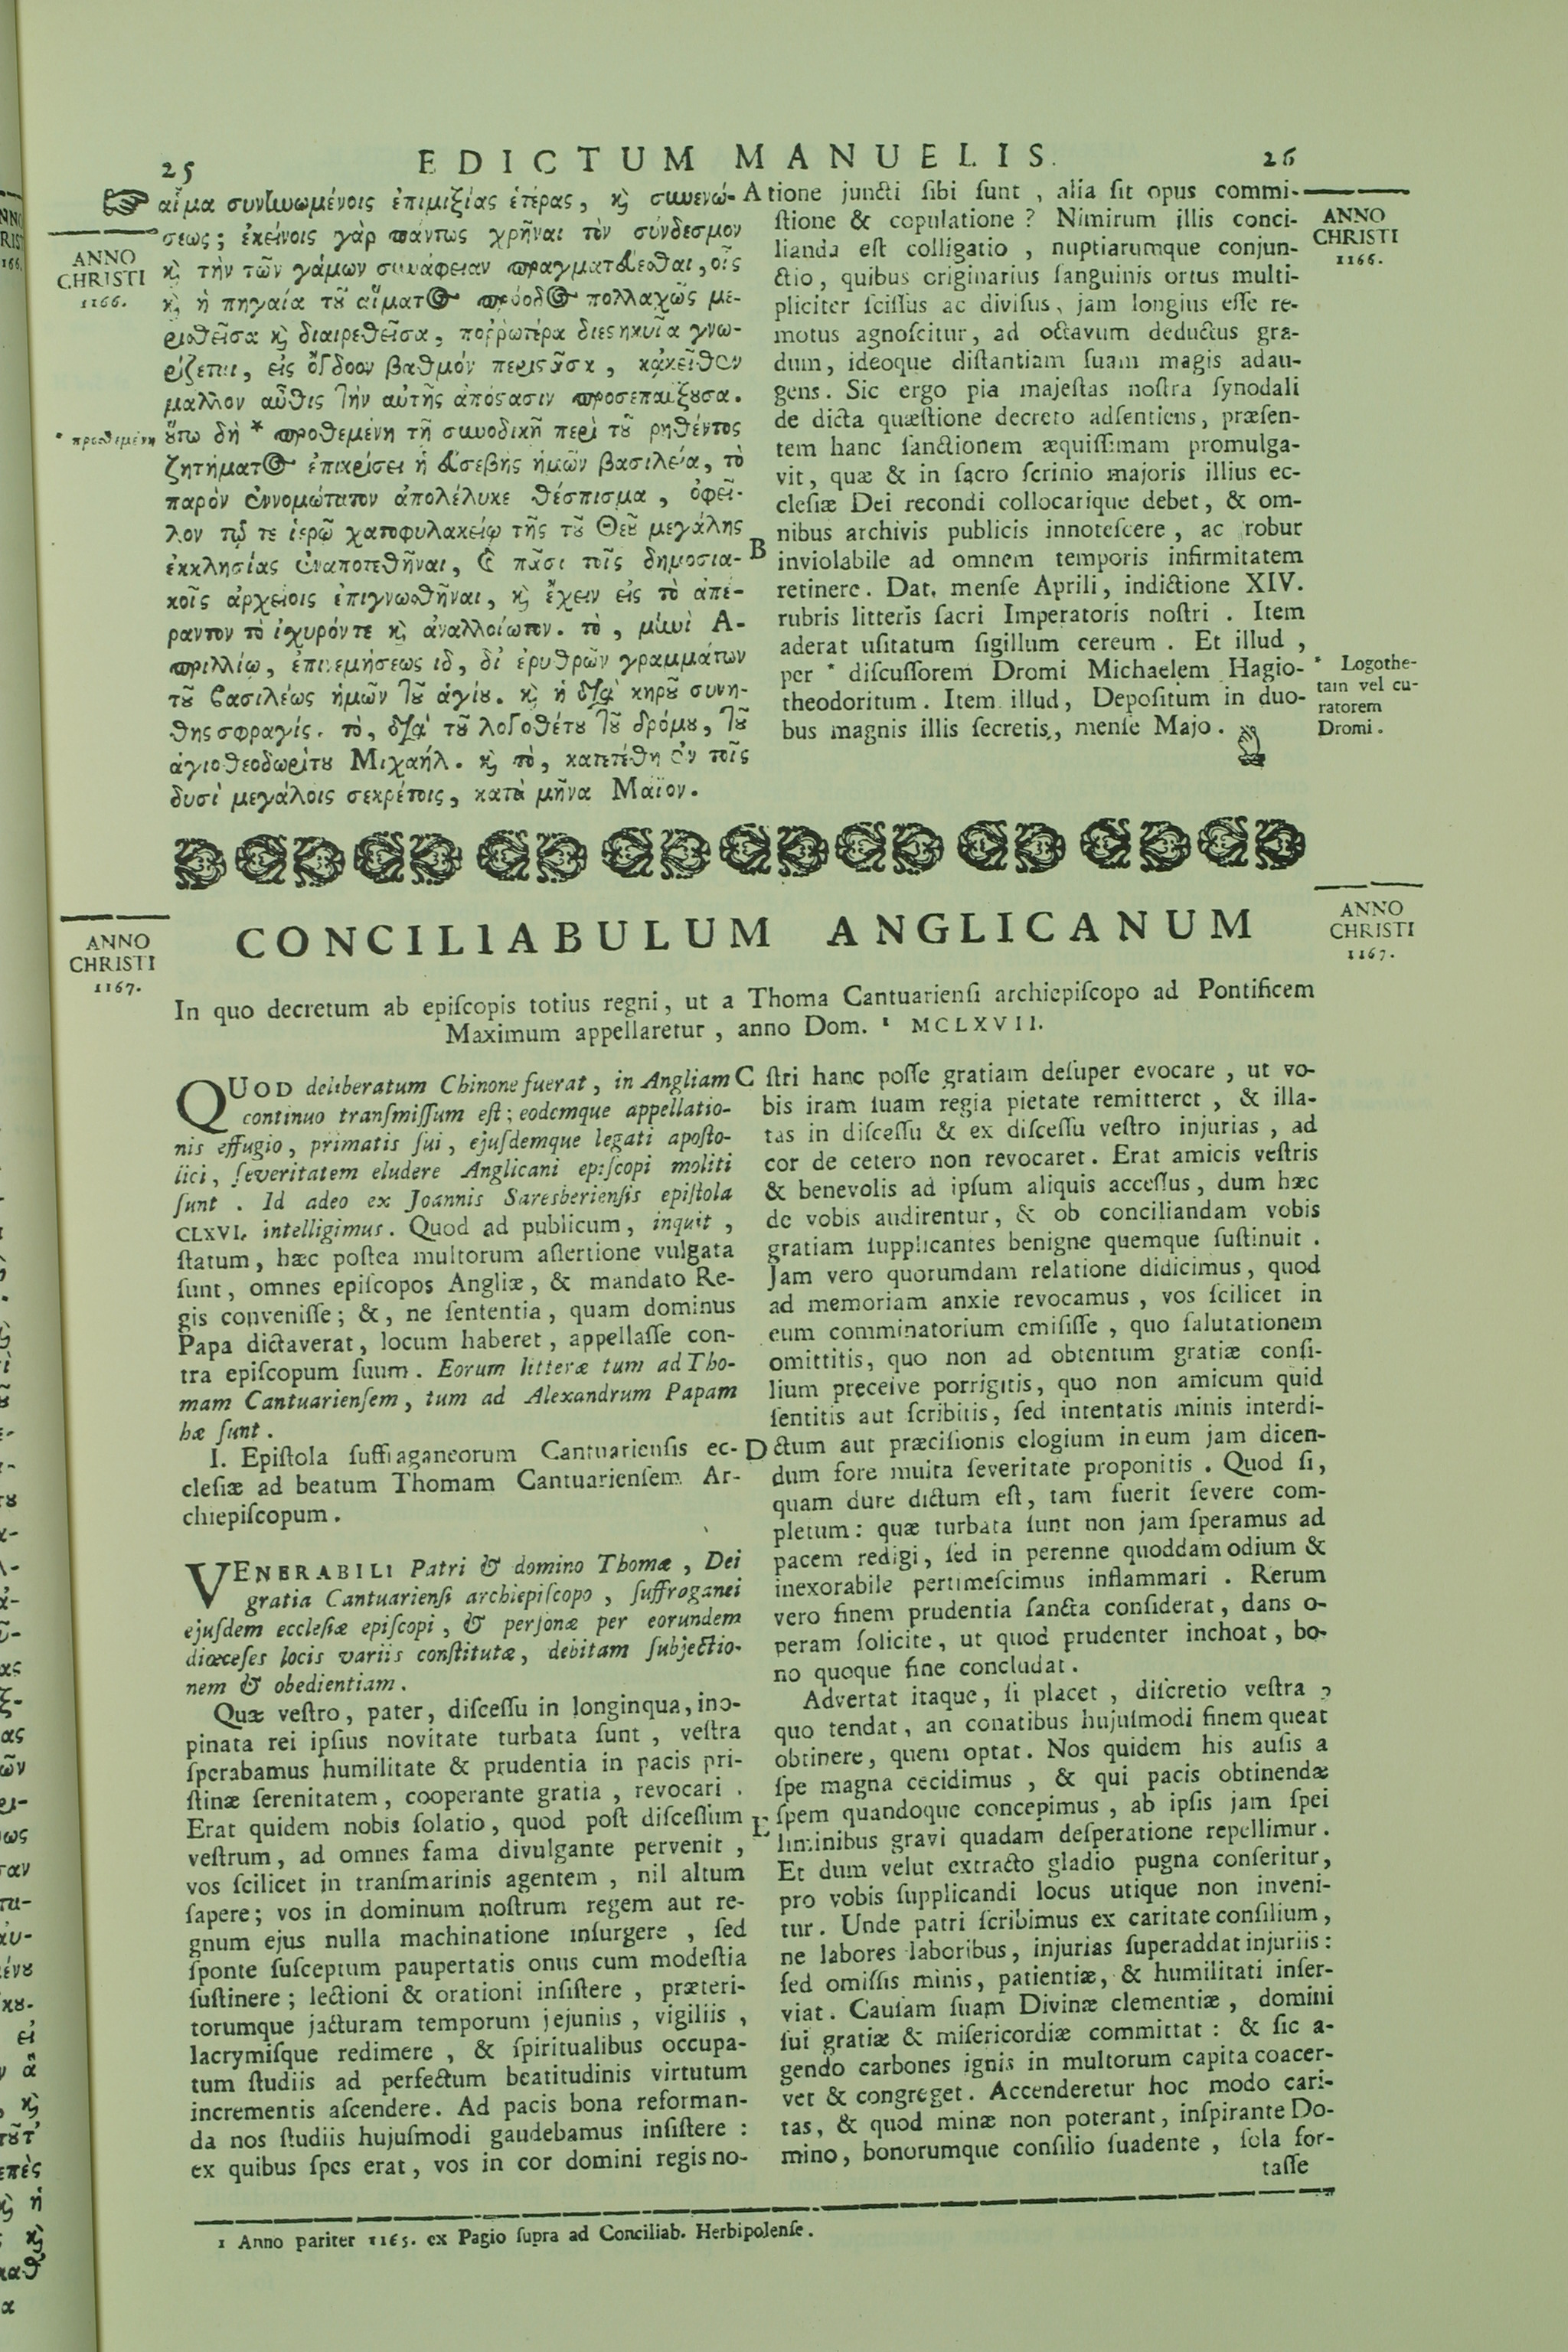 25 EDICTUM MANUELIS. 26
ANNO
CHRISTI
1166.
* προσθεμένη
αἷμα συνῃωμένοις ἐπιμιξίας ἑτέρας, κὶ συνενώ-
σεως; ἐκείνοις γὰρ πάντως χρῆναι τὸν σύνδεσμον
κὶ τὴν τῶν γάμων συνάφειαν πραγματεύεσθαι, οἷς
κὶ ἡ πηγαία τοῦ αἵματος πρόοδος πολλαχῶς με-
ρισθεῖσα κὶ διαιρεθεῖσα, ποῤῥωτέρα διεστηκυῖα γνω-
ρίζεται, εἰς ὄγδοον βαθμὸν περιστᾶσα, κἀκεῖθεν
μᾶλλον αὖθις τὴν αὐτῆς ἀπόστασιν προσεπαύξουσα.
οὕτω δὴ * προθεμένη τῇ συνοδικῇ περὶ τοῦ ῥηθέντος
ζητήματος ἐπικρίσει ἡ εὐσεβὴς ἡμῶν βασιλεία, τὸ
παρὸν ἐννομώτατον ἀπολέλυκε θέσπισμα, ὀφεῖ-
λον τῷ τε ἱερῷ χαρτοφυλακείῳ τῆς τοῦ Θεοῦ μεγάλης
ἐκκλησίας ἐναποτεθῆναι, καὶ πᾶσι τοῖς δημοσια-
κοῖς ἀρχείοις ἐπιγνωσθῆναι, κὶ ἔχειν εἰς τὸ ἀπέ-
ραντον τὸ ἰσχυρόν τε κὶ ἀναλλοίωτον. τὸ, μηνὶ Ἀ-
πριλλίῳ, ἐπινεμήσεως ιδ, δι' ἐρυθρῶν γραμμάτων
τοῦ βασιλέως ἡμῶν τοῦ ἁγίου. κὶ ἡ διὰ κηροῦ συνή-
θης σφραγίς. τὸ, διὰ τοῦ λογοθέτου τοῦ δρόμου, τοῦ
ἁγιοθεοδωρίτου Μιχαήλ. κὶ τὸ, κατετέθη ἐν τοῖς
δυσὶ μεγάλοις σεκρέτοις, κατὰ μῆνα Μαϊον.
A tione juncti sibi sunt, alia sit opus commi-
ſtione & copulatione? Nimirum illis conci-
lianda eſt colligatio, nuptiarumque conjun-
ctio, quibus originarius ſanguinis ortus multi-
pliciter ſciſſus ac diviſus, jam longius eſſe re-
motus agnoſcitur, ad octavum deductus gra-
dum, ideoque diſtantiam ſuam magis adau-
gens. Sic ergo pia majeſtas noſtra ſynodali
de dicta quæſtione decreto adſentiens, præſen-
tem hanc ſanctionem æquiſſimam promulga-
vit, quæ & in ſacro ſcrinio majoris illius ec-
cleſiæ Dei recondi collocarique debet, & om-
nibus archivis publicis innoteſcere, ac robur
B inviolabile ad omnem temporis infirmitatem
retinere. Dat. menſe Aprili, indictione XIV.
rubris litteris ſacri Imperatoris noſtri. Item
aderat uſitatum ſigillum cereum. Et illud,
per * diſcuſſorem Dromi Michaelem Hagio-
theodoritum. Item illud, Depoſitum in duo-
bus magnis illis ſecretis, menſe Majo.
ANNO
CHRISTI
1166.
* Logothe-
tam vel cu-
ratorem
Dromi.
CONCILIABULUM ANGLICANUM
ANNO
CHRISTI
1167.
ANNO
CHRISTI
1167.
In quo decretum ab epiſcopis totius regni, ut a Thoma Cantuarienſi archiepiſcopo ad Pontificem
Maximum appellaretur, anno Dom. ¹ MCLXVII.
QUOD deliberatum Chinone fuerat, in Angliam
continuo tranſmiſſum eſt; eodemque appellatio-
nis effugio, primatis ſui, ejuſdemque legati apoſto-
lici, ſeveritatem eludere Anglicani epiſcopi moliti
ſunt. Id adeo ex Joannis Saresberienſis epiſtola
CLXVI. intelligimus. Quod ad publicum, inquit,
ſtatum, hæc poſtea multorum aſſertione vulgata
ſunt, omnes epiſcopos Angliæ, & mandato Re-
gis conveniſſe; &, ne ſententia, quam dominus
Papa dictaverat, locum haberet, appellaſſe con-
tra epiſcopum ſuum. Eorum litteræ tum ad Tho-
mam Cantuarienſem, tum ad Alexandrum Papam
hæ ſunt.
I. Epiſtola ſuffraganeorum Cantuarienſis ec-
cleſiæ ad beatum Thomam Cantuarienſem Ar-
chiepiſcopum.
VENERABILI Patri & domino Thomæ, Dei
gratia Cantuarienſi archiepiſcopo, ſuffraganei
ejuſdem eccleſiæ epiſcopi, & perſonæ per eorundem
diœceſes locis variis conſtitutæ, debitam ſubjectio-
nem & obedientiam.
Quæ veſtro, pater, diſceſſu in longinqua, ino-
pinata rei ipſius novitate turbata ſunt, veſtra
ſperabamus humilitate & prudentia in pacis pri-
ſtinæ ſerenitatem, cooperante gratia, revocari.
Erat quidem nobis ſolatio, quod poſt diſceſſum
veſtrum, ad omnes fama divulgante pervenit,
vos ſcilicet in tranſmarinis agentem, nil altum
ſapere; vos in dominum noſtrum regem aut re-
gnum ejus nulla machinatione inſurgere, ſed
ſponte ſuſceptum paupertatis onus cum modeſtia
ſuſtinere; lectioni & orationi inſiſtere, præteri-
torumque jacturam temporum jejuniis, vigiliis,
lacrymiſque redimere, & ſpiritualibus occupa-
tum ſtudiis ad perfectum beatitudinis virtutum
incrementis aſcendere. Ad pacis bona reforman-
da nos ſtudiis hujuſmodi gaudebamus inſiſtere:
ex quibus ſpes erat, vos in cor domini regis no-
C ſtri hanc poſſe gratiam deſuper evocare, ut vo-
bis iram ſuam regia pietate remitteret, & illa-
tas in diſceſſu & ex diſceſſu veſtro injurias, ad
cor de cetero non revocaret. Erat amicis veſtris
& benevolis ad ipſum aliquis acceſſus, dum hæc
de vobis audirentur, & ob conciliandam vobis
gratiam ſupplicantes benigne quemque ſuſtinuit.
Jam vero quorumdam relatione didicimus, quod
ad memoriam anxie revocamus, vos ſcilicet in
eum comminatorium emiſiſſe, quo ſalutationem
omittitis, quo non ad obtentum gratiæ conſi-
lium preceive porrigitis, quo non amicum quid
ſentitis aut ſcribitis, ſed intentatis minis interdi-
D ctum aut præciſionis elogium in eum jam dicen-
dum fore multa ſeveritate proponitis. Quod ſi,
quam dure dictum eſt, tam fuerit ſevere com-
pletum: quæ turbata ſunt non jam ſperamus ad
pacem redigi, ſed in perenne quoddam odium &
inexorabile pertimeſcimus inflammari. Rerum
vero finem prudentia ſancta conſiderat, dans o-
peram ſolicite, ut quod prudenter inchoat, bo-
no quoque fine concludat.
Advertat itaque, ſi placet, diſcretio veſtra,
quo tendat, an conatibus hujuſmodi finem queat
obtinere, quem optat. Nos quidem his auſis a
ſpe magna cecidimus, & qui pacis obtinendæ
E ſpem quandoque concepimus, ab ipſis jam ſpei
liminibus gravi quadam deſperatione repellimur.
Et dum velut extracto gladio pugna conſeritur,
pro vobis ſupplicandi locus utique non inveni-
tur. Unde patri ſcribimus ex caritate conſilium,
ne labores laboribus, injurias ſuperaddat injuriis:
ſed omiſſis minis, patientiæ, & humilitati inſer-
viat. Cauſam ſuam Divinæ clementiæ, domini
ſui gratiæ & miſericordiæ committat: & ſic a-
gendo carbones ignis in multorum capita coacer-
vet & congreget. Accenderetur hoc modo cari-
tas, & quod minæ non poterant, inſpirante Do-
mino, bonorumque conſilio ſuadente, ſola for-
taſſe
1 Anno pariter 1165. ex Pagio ſupra ad Conciliab. Herbipolenſe.